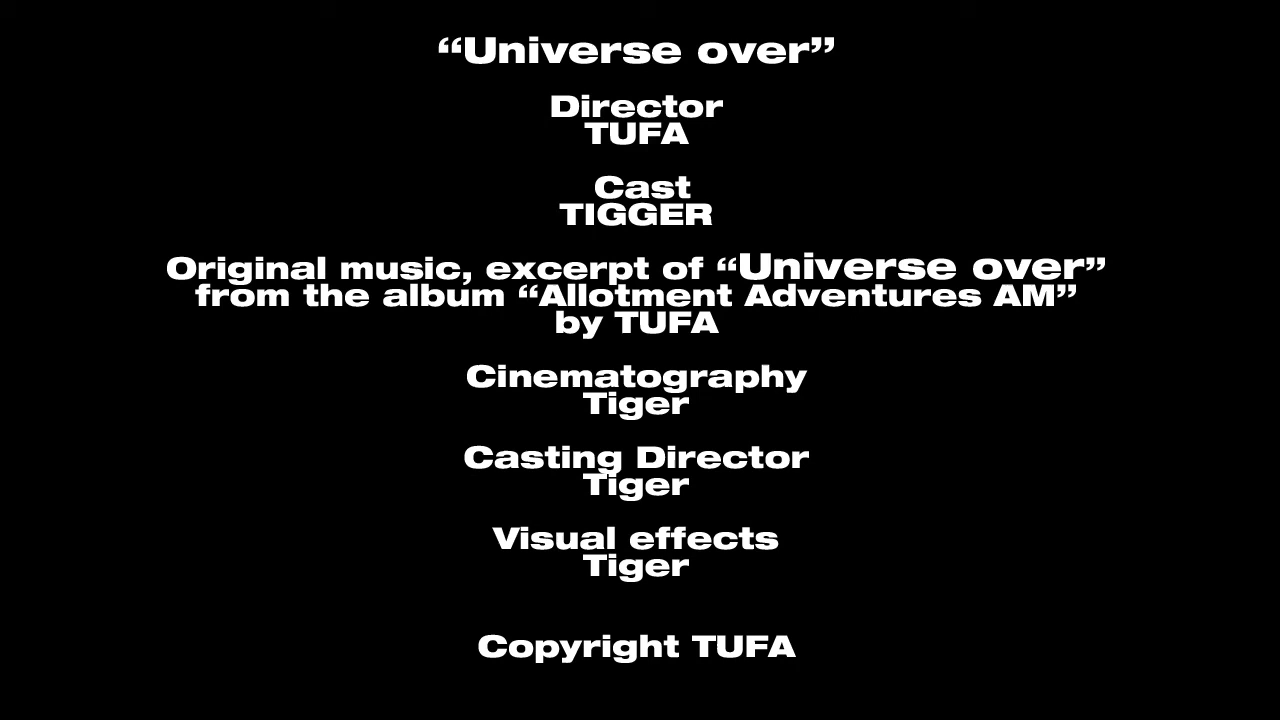 “Universe over”
Director
TUFA
Cast
TIGGER
Original music, excerpt of “Universe over”
from the album “Allotment Adventures AM”
by TUFA
Cinematography
Tiger
Casting Director
Tiger
Visual effects
Tiger
Copyright TUFA